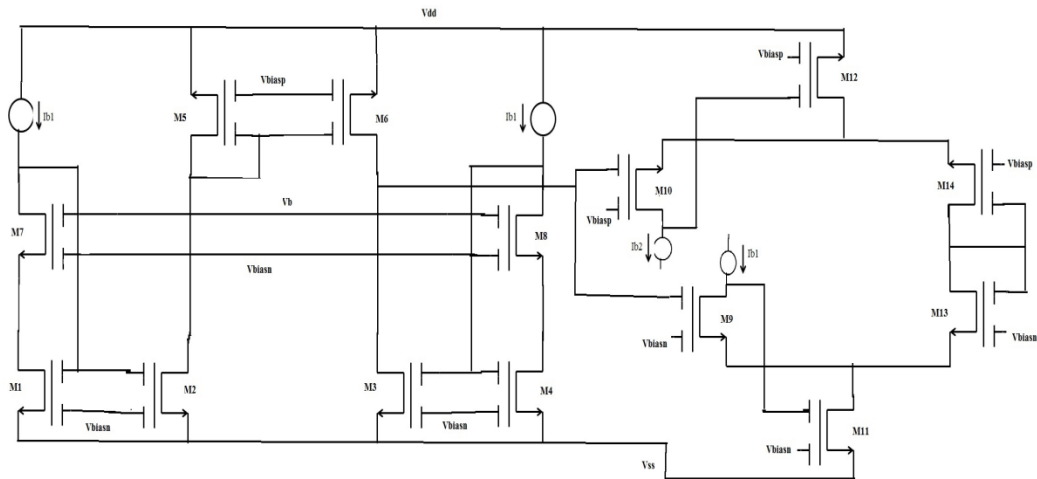 Vdd
Vbiasp
M12
Vbiasp
M5
M6
Ib1
Ib1
Vbiasp
M14
M10
Vb
Vbiasp
M7
M8
Ib2
Ib1
Vbiasn
M9
M13
Vbiasn
Vbiasn
M1
M2
M3
M4
Vbiasn
Vbiasn
M11
Vbiasn
Vss